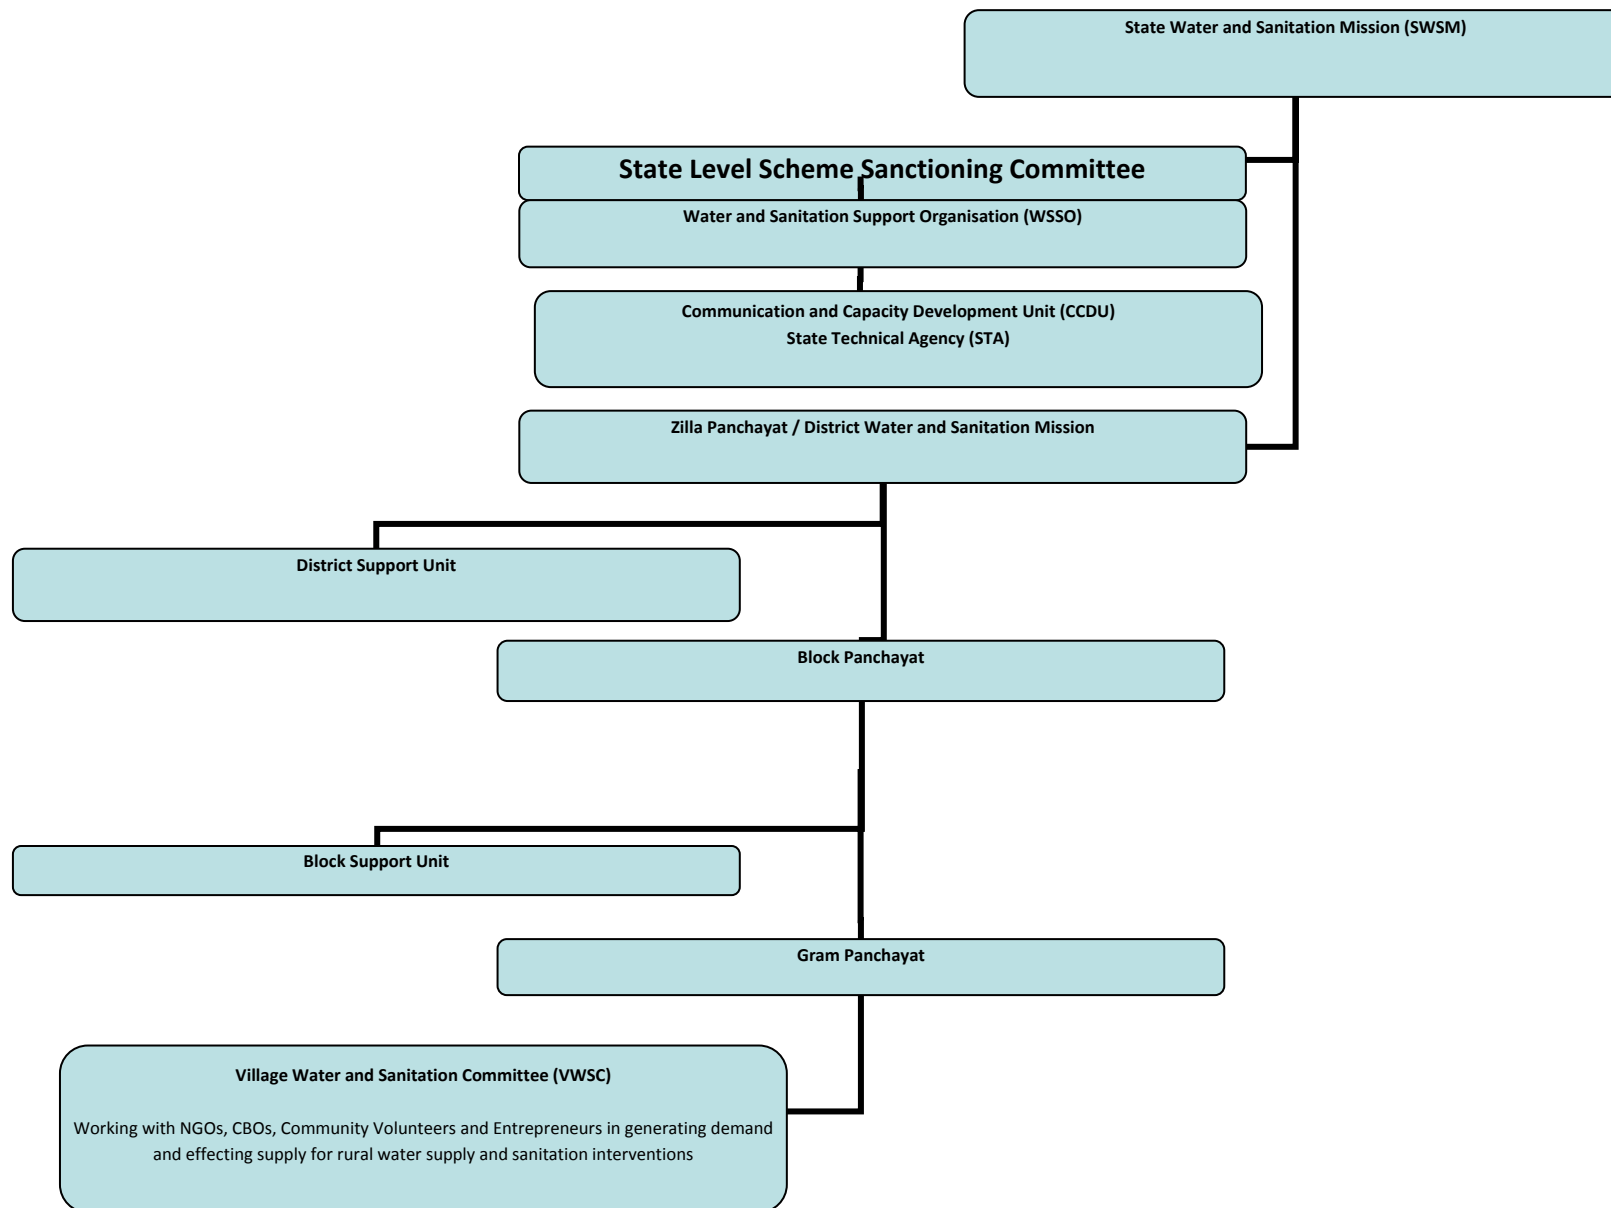 State Water and Sanitation Mission (SWSM)
State Level Scheme Sanctioning Committee
Water and Sanitation Support Organisation (WSSO)
Communication and Capacity Development Unit (CCDU)
State Technical Agency (STA)
Zilla Panchayat / District Water and Sanitation Mission
District Support Unit
Block Panchayat
Block Support Unit
Gram Panchayat
Village Water and Sanitation Committee (VWSC)
Working with NGOs, CBOs, Community Volunteers and Entrepreneurs in generating demand
and effecting supply for rural water supply and sanitation interventions